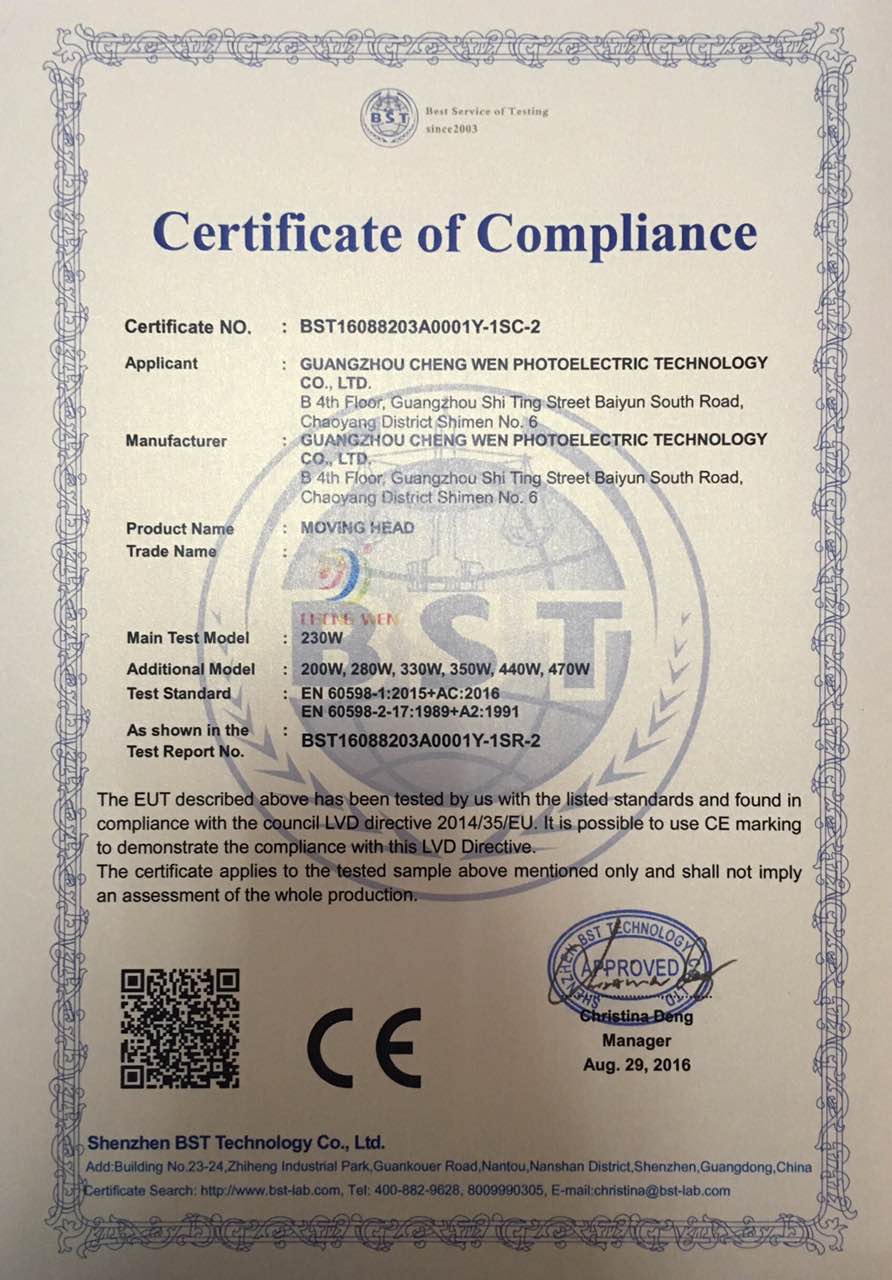 BST
Best Service of Testing
since2003
Certificate of Compliance
Certificate NO. : BST16088203A0001Y-1SC-2
Applicant : GUANGZHOU CHENG WEN PHOTOELECTRIC TECHNOLOGY
CO., LTD.
B 4th Floor, Guangzhou Shi Ting Street Baiyun South Road,
Chaoyang District Shimen No. 6
Manufacturer : GUANGZHOU CHENG WEN PHOTOELECTRIC TECHNOLOGY
CO., LTD.
B 4th Floor, Guangzhou Shi Ting Street Baiyun South Road,
Chaoyang District Shimen No. 6
Product Name : MOVING HEAD
Trade Name :
CHENG WEN
BST
Main Test Model : 230W
Additional Model : 200W, 280W, 330W, 350W, 440W, 470W
Test Standard : EN 60598-1:2015+AC:2016
EN 60598-2-17:1989+A2:1991
As shown in the :
Test Report No. BST16088203A0001Y-1SR-2
The EUT described above has been tested by us with the listed standards and found in
compliance with the council LVD directive 2014/35/EU. It is possible to use CE marking
to demonstrate the compliance with this LVD Directive.
The certificate applies to the tested sample above mentioned only and shall not imply
an assessment of the whole production.
SHENZHEN BST TECHNOLOGY CO., LTD.
APPROVED
CE
Christina Deng
Manager
Aug. 29, 2016
Shenzhen BST Technology Co., Ltd.
Add:Building No.23-24,Zhiheng Industrial Park,Guankouer Road,Nantou,Nanshan District,Shenzhen,Guangdong,China
Certificate Search: http://www.bst-lab.com, Tel: 400-882-9628, 8009990305, E-mail:christina@bst-lab.com